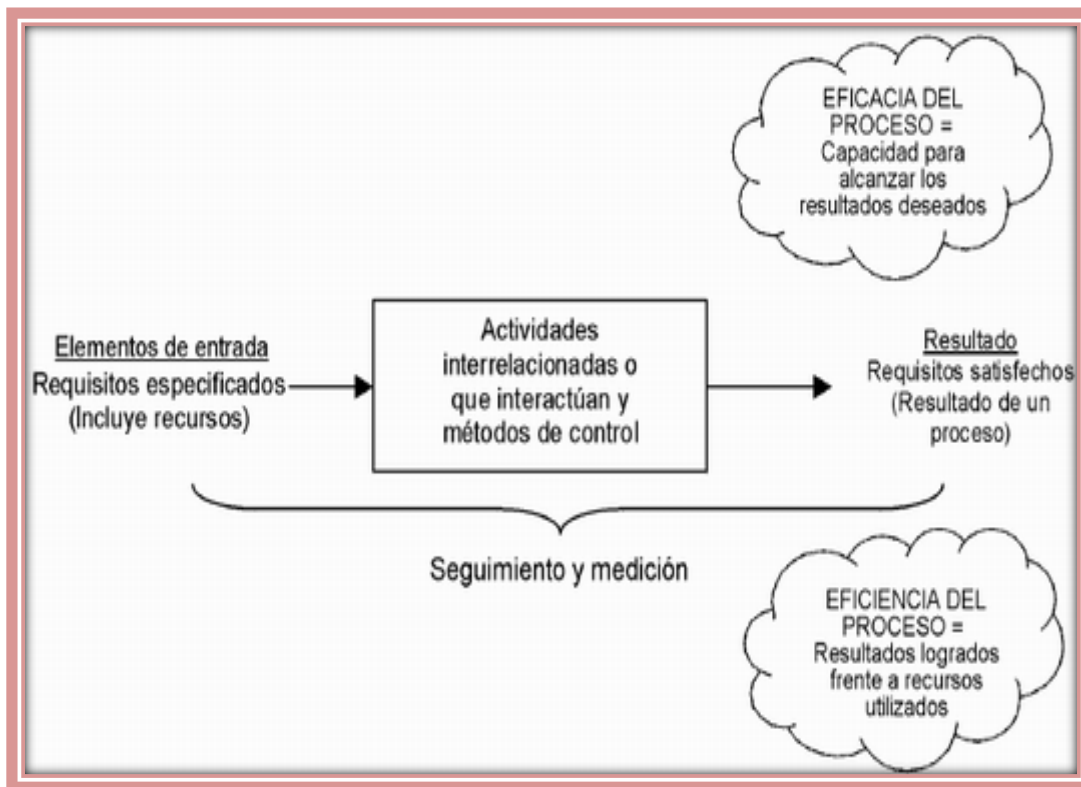 EFICACIA DEL
PROCESO =
Capacidad para
alcanzar los
resultados deseados
Elementos de entrada
Requisitos especificados
(Incluye recursos)
Actividades
interrelacionadas o
que interactúan y
métodos de control
Resultado
Requisitos satisfechos
(Resultado de un
proceso)
Seguimiento y medición
EFICIENCIA DEL
PROCESO =
Resultados logrados
frente a recursos
utilizados